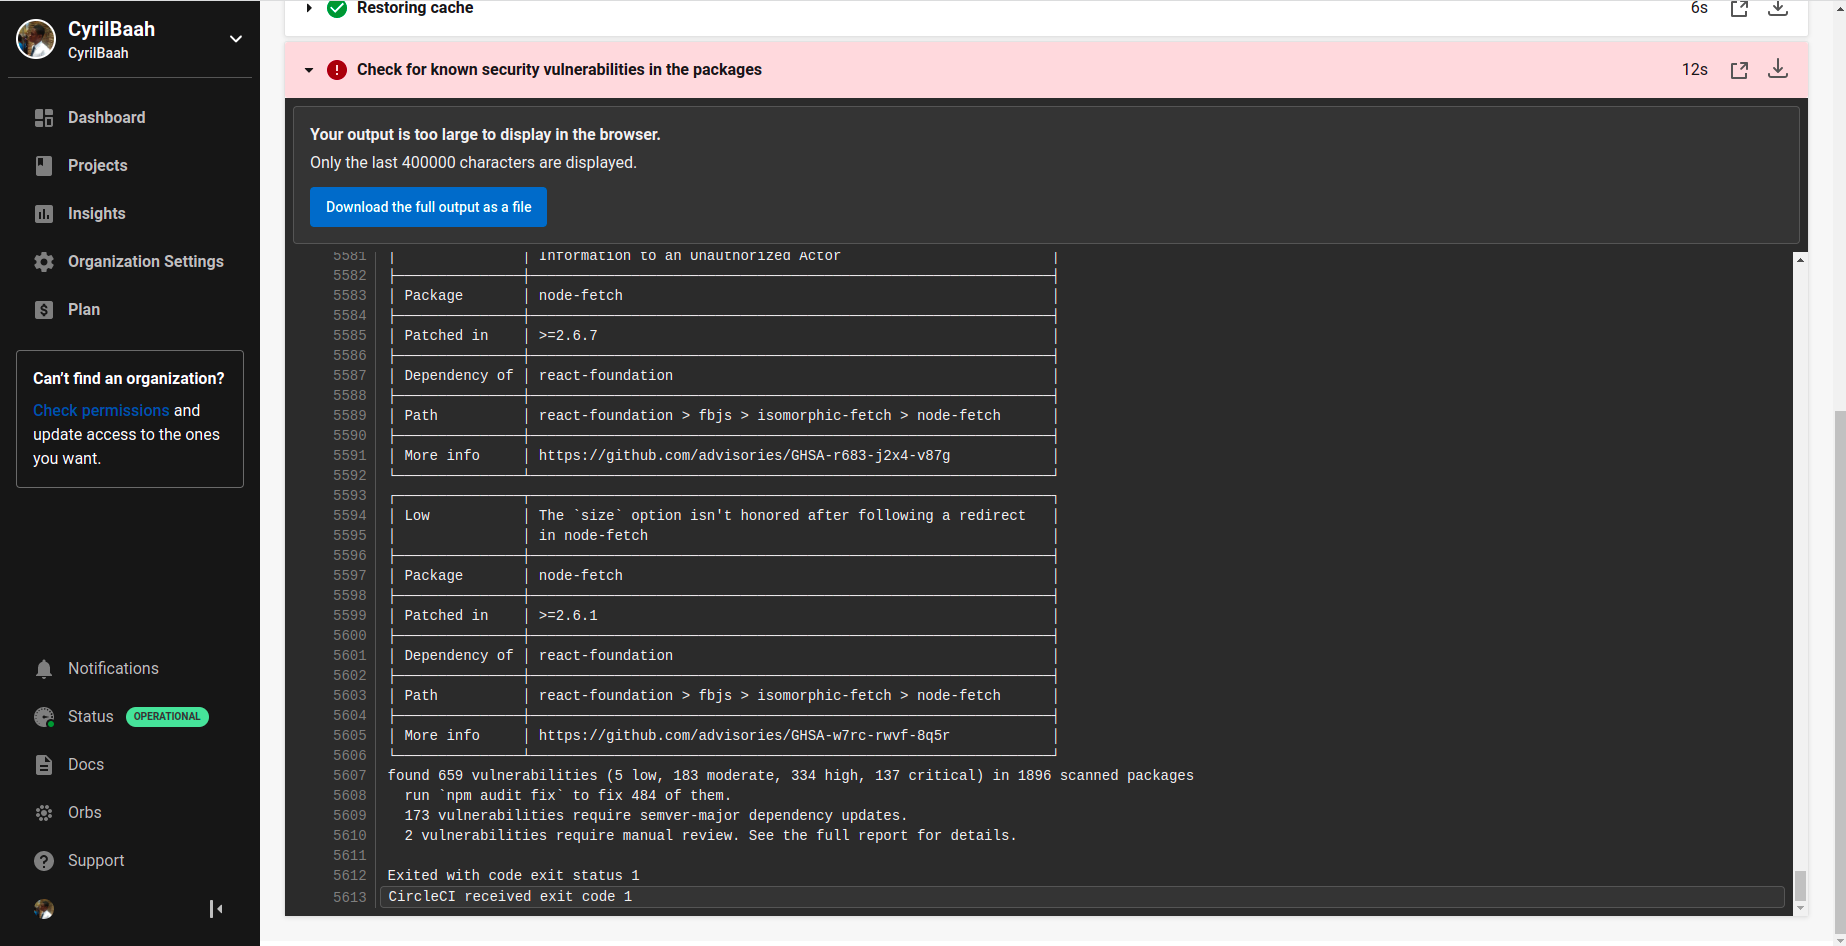 CyrilBaah
CyrilBaah
Dashboard
Projects
Insights
Organization Settings
Plan
Can't find an organization?
Check permissions and
update access to the ones
you want.
Notifications
Status OPERATIONAL
Docs
Orbs
Support
Restoring cache 6s
Check for known security vulnerabilities in the packages 12s
Your output is too large to display in the browser.
Only the last 400000 characters are displayed.
Download the full output as a file
5581 Information to an Unauthorized Actor
5582
5583 Package node-fetch
5584
5585 Patched in >=2.6.7
5586
5587 Dependency of react-foundation
5588
5589 Path react-foundation > fbjs > isomorphic-fetch > node-fetch
5590
5591 More info https://github.com/advisories/GHSA-r683-j2x4-v87g
5592
5593
5594 Low The `size` option isn't honored after following a redirect
5595 in node-fetch
5596
5597 Package node-fetch
5598
5599 Patched in >=2.6.1
5600
5601 Dependency of react-foundation
5602
5603 Path react-foundation > fbjs > isomorphic-fetch > node-fetch
5604
5605 More info https://github.com/advisories/GHSA-w7rc-rwvf-8q5r
5606
5607 found 659 vulnerabilities (5 low, 183 moderate, 334 high, 137 critical) in 1896 scanned packages
5608 run `npm audit fix` to fix 484 of them.
5609 173 vulnerabilities require semver-major dependency updates.
5610 2 vulnerabilities require manual review. See the full report for details.
5611
5612 Exited with code exit status 1
5613 CircleCI received exit code 1